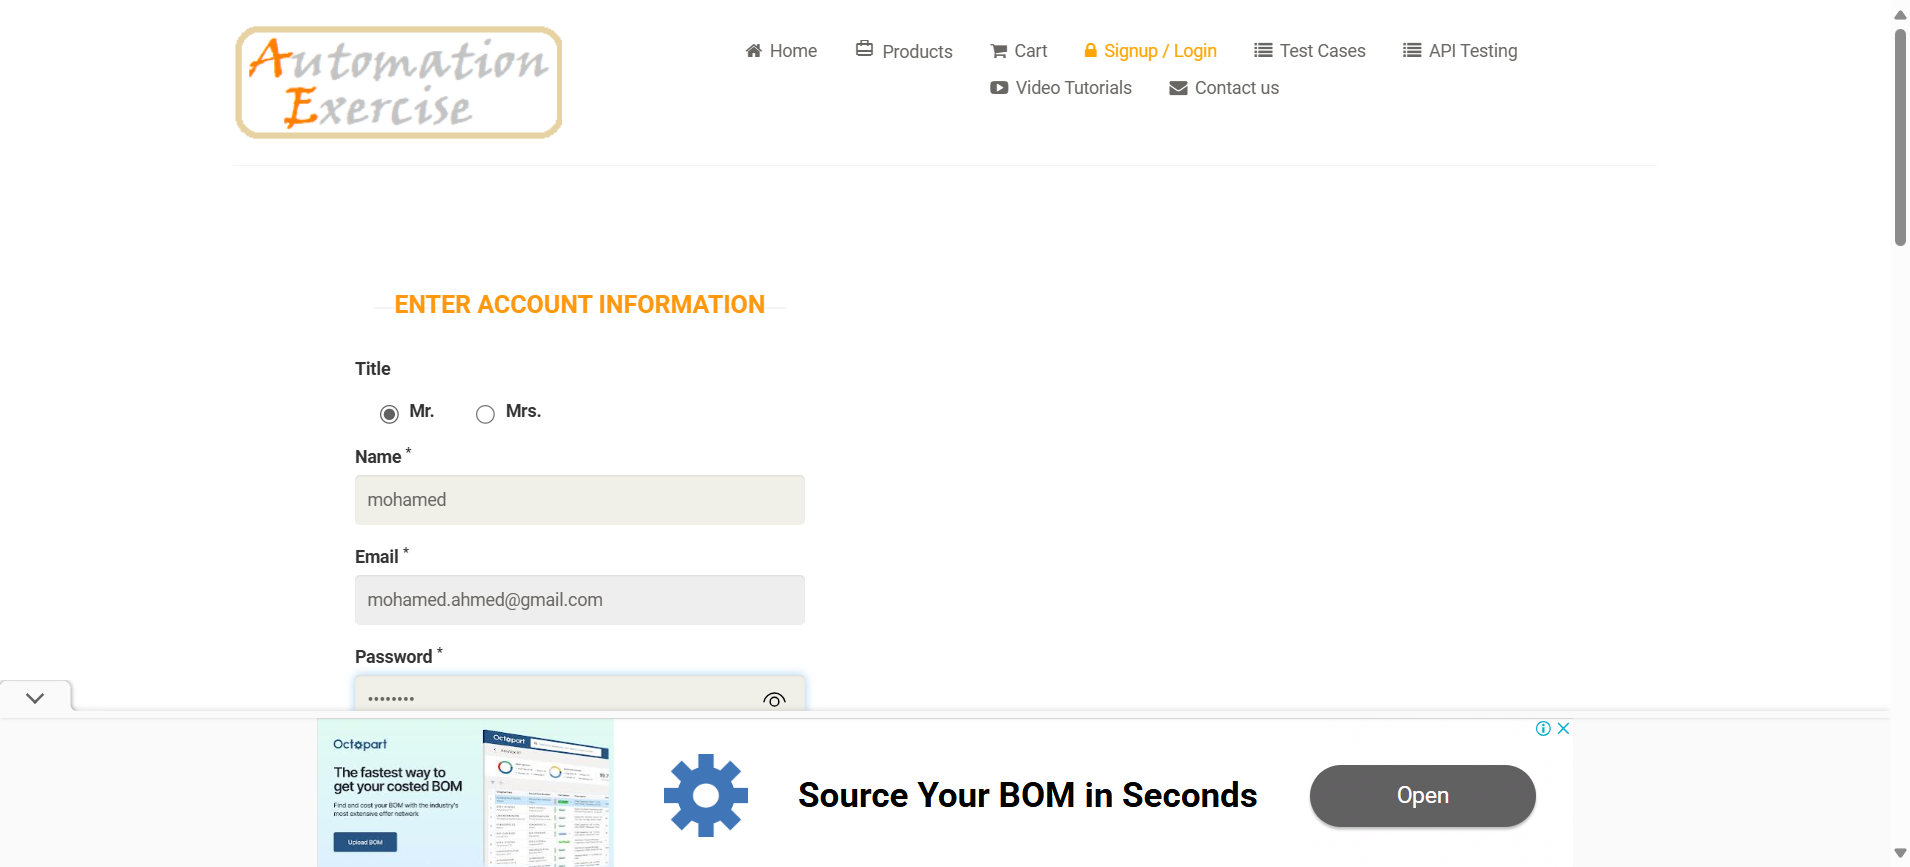 Automation
Exercise
Home
Products
Cart
Signup / Login
Test Cases
API Testing
Video Tutorials
Contact us
ENTER ACCOUNT INFORMATION
Title
Mr.
Mrs.
Name *
mohamed
Email *
mohamed.ahmed@gmail.com
Password *
••••••••
Octopart
The fastest way to
get your costed BOM
Find and cost your BOM with the industry's
most extensive offer network
Upload BOM
Octopart
Source Your BOM in Seconds
Open